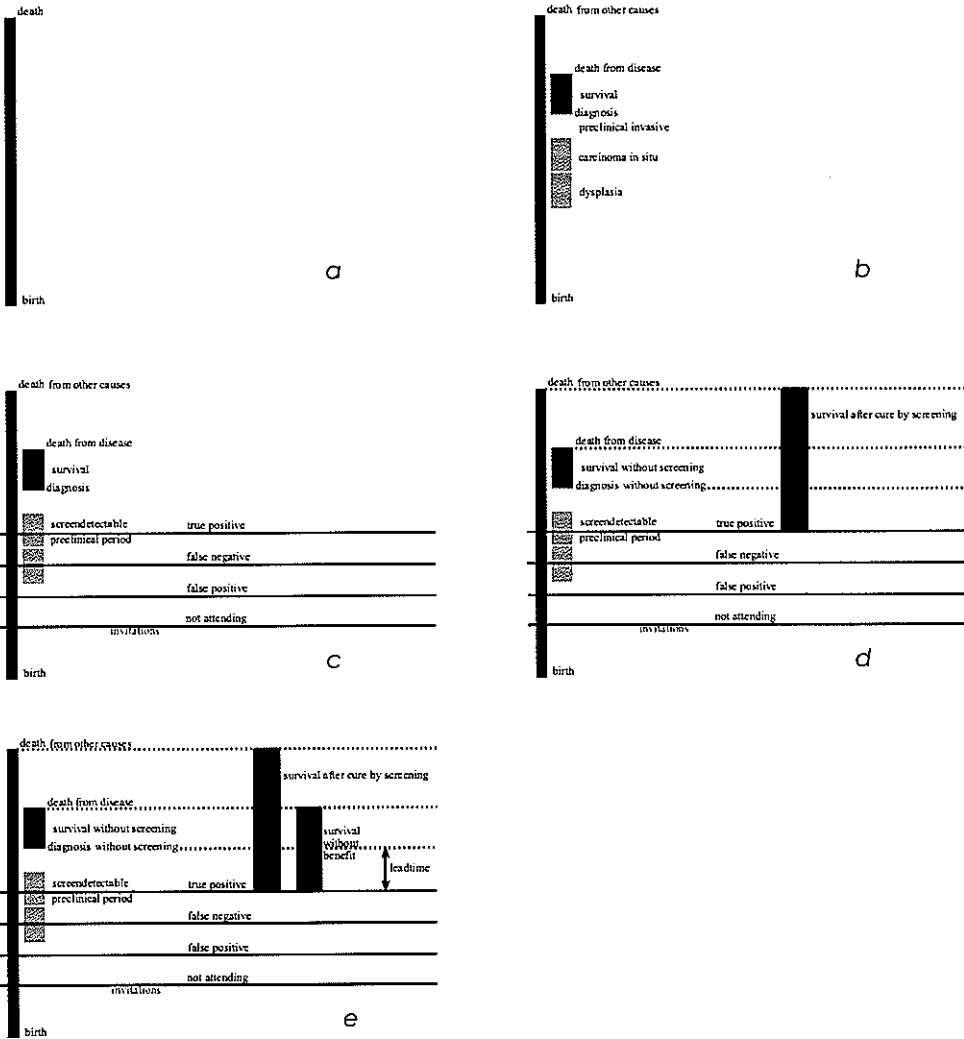 death
birth
a
death from other causes
death from disease
survival
diagnosis
preclinical invasive
carcinoma in situ
dysplasia
birth
b
death from other causes
death from disease
survival
diagnosis
screendetectable
true positive
preclinical period
false negative
false positive
not attending
invitations
birth
c
death from other causes
survival after cure by screening
death from disease
survival without screening
diagnosis without screening
screendetectable
true positive
preclinical period
false negative
false positive
not attending
invitations
birth
d
death from other causes
survival after cure by screening
death from disease
survival without screening
survival
without
benefit
diagnosis without screening
leadtime
screendetectable
true positive
preclinical period
false negative
false positive
not attending
invitations
birth
e